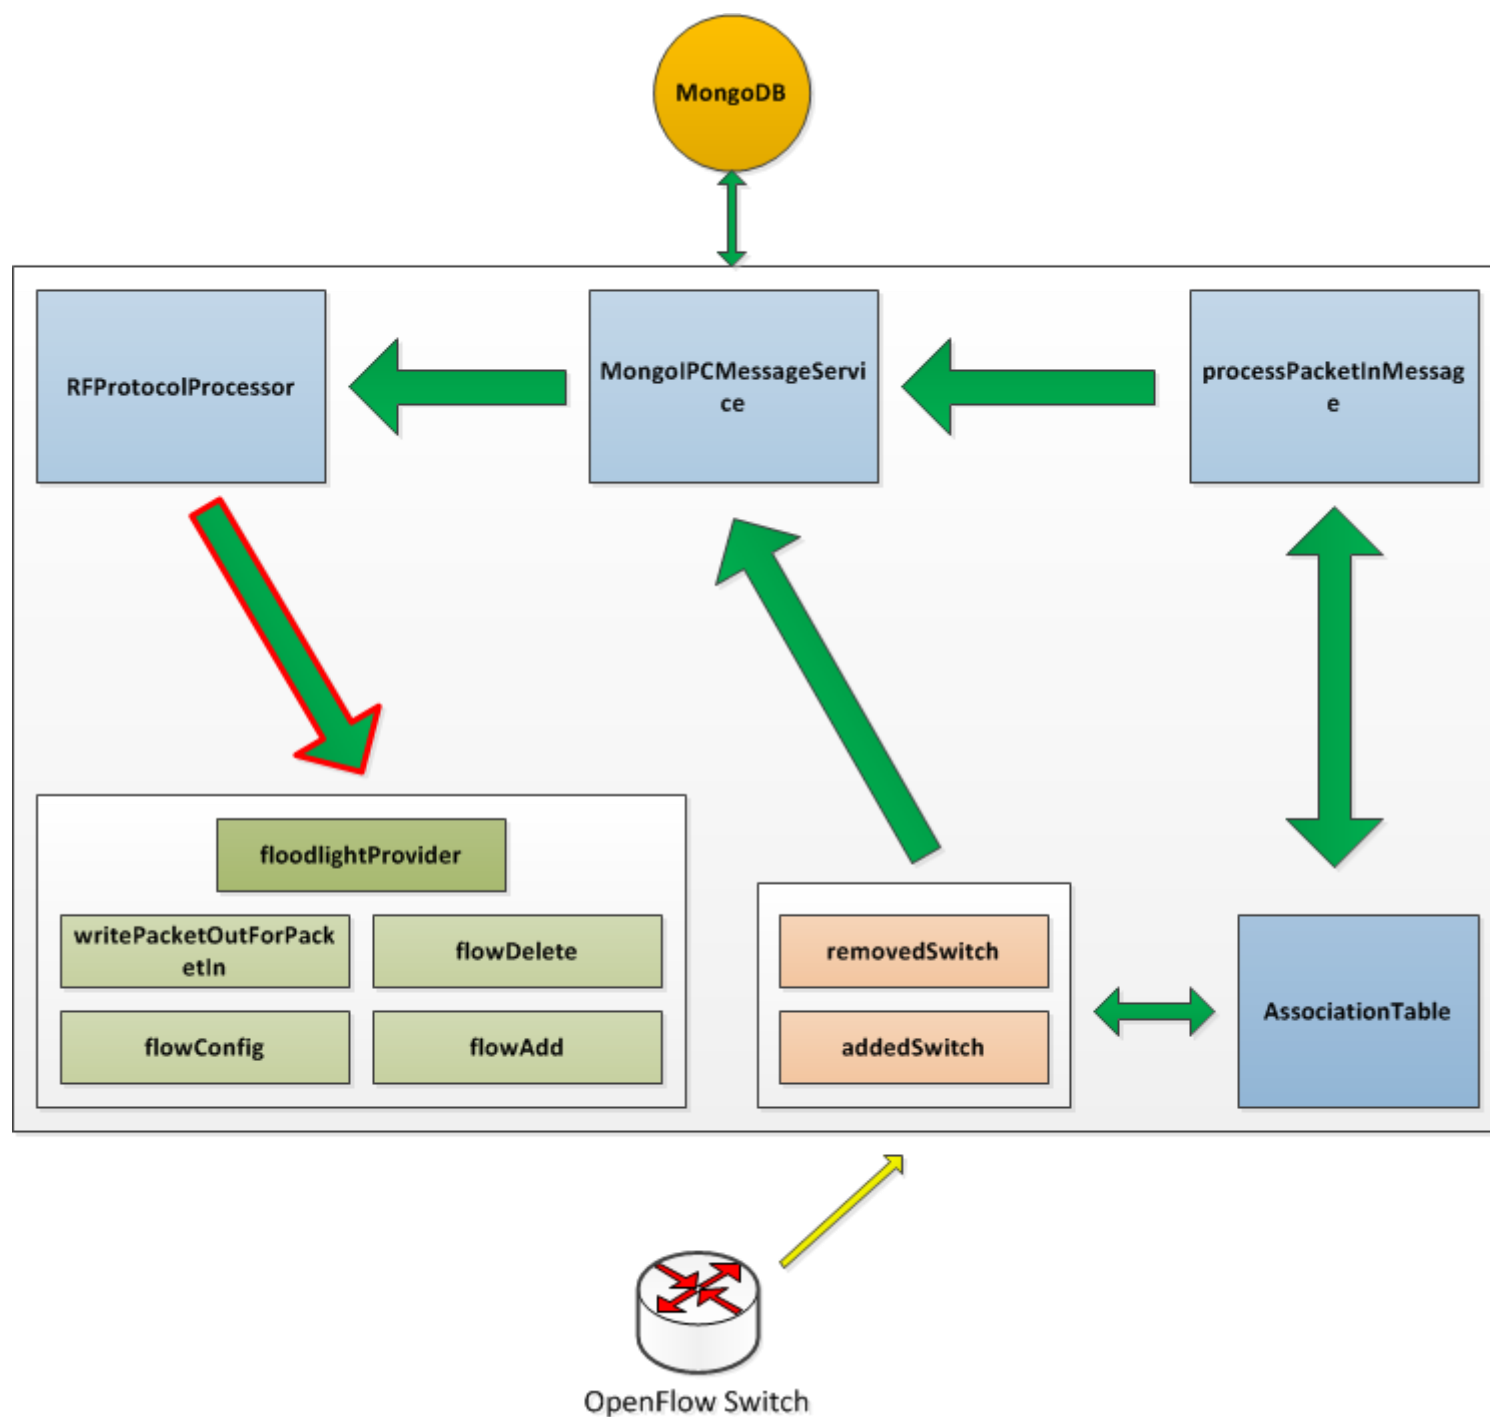 MongoDB
RFProtocolProcessor
MongoIPCMessageServi
ce
processPacketInMessag
e
floodlightProvider
writePacketOutForPack
etIn
flowDelete
flowConfig
flowAdd
removedSwitch
addedSwitch
AssociationTable
OpenFlow Switch